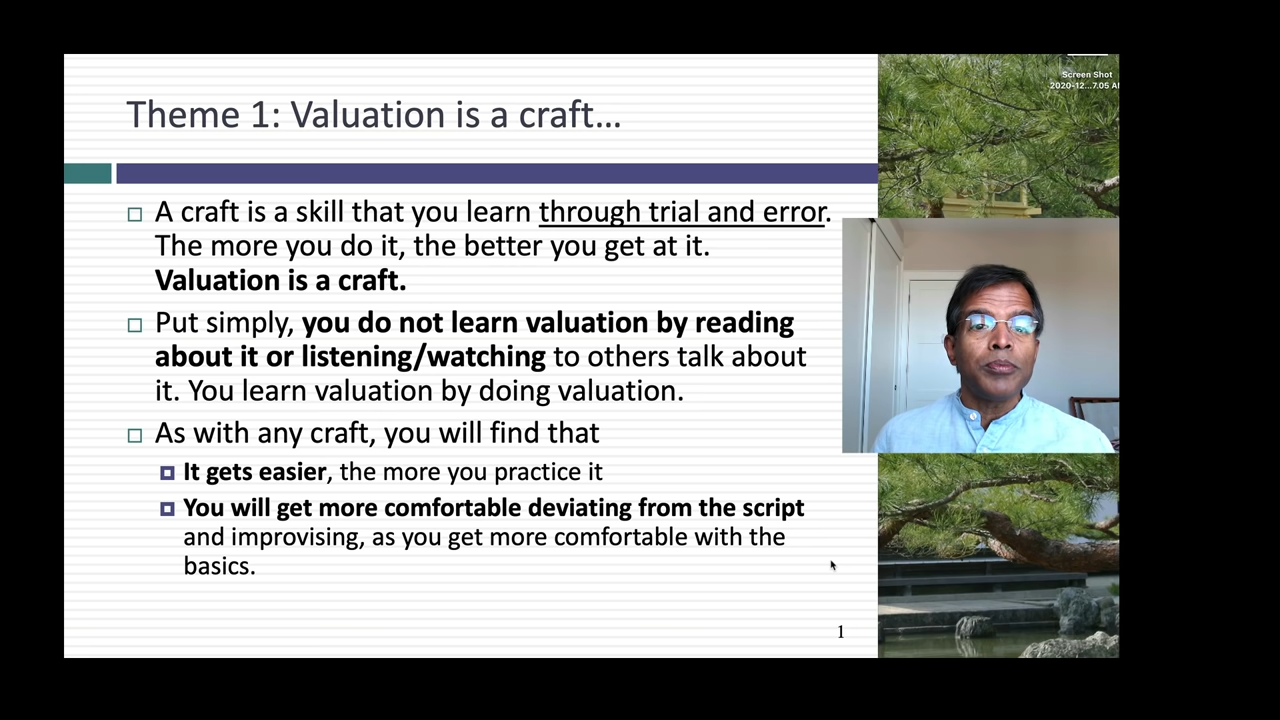 Theme 1: Valuation is a craft...
A craft is a skill that you learn through trial and error.
The more you do it, the better you get at it.
Valuation is a craft.
Put simply, you do not learn valuation by reading
about it or listening/watching to others talk about
it. You learn valuation by doing valuation.
As with any craft, you will find that
It gets easier, the more you practice it
You will get more comfortable deviating from the script
and improvising, as you get more comfortable with the
basics.
1
Screen Shot
2020-12...7.05 A